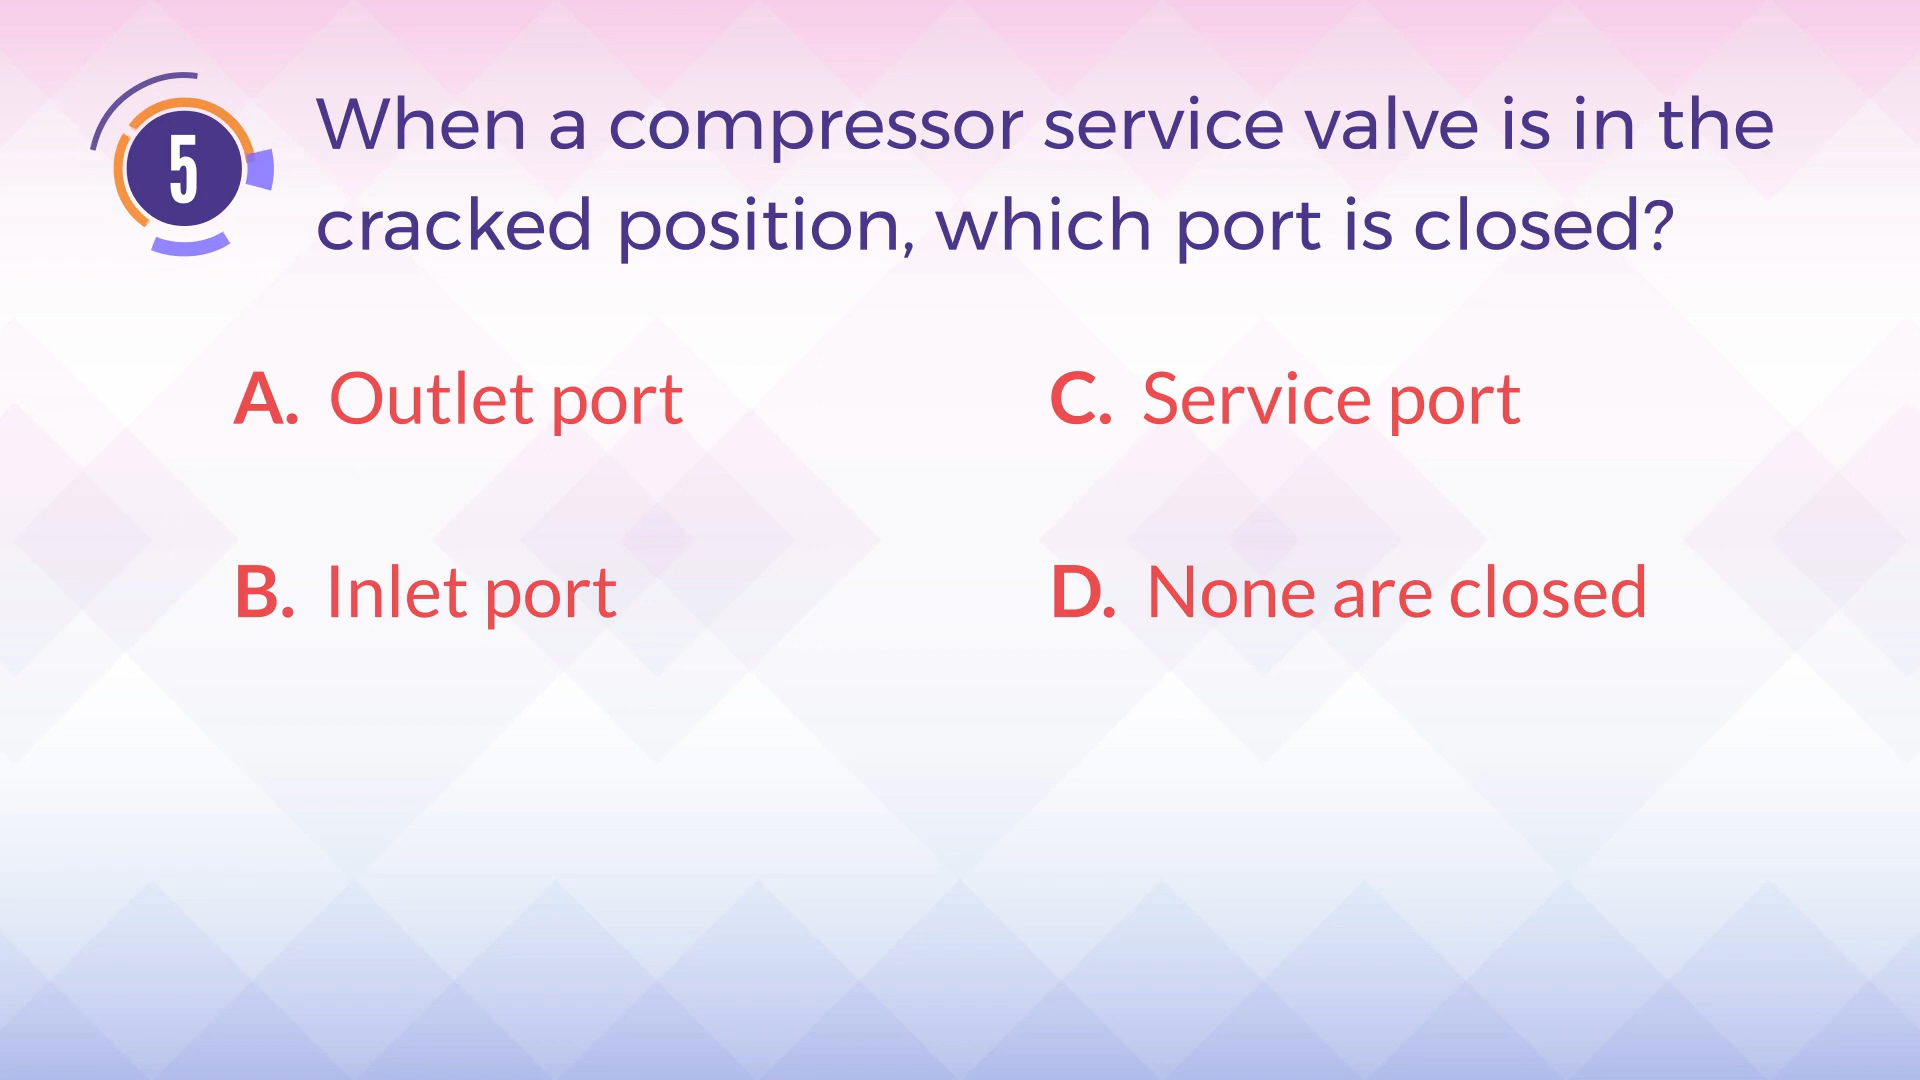 5
When a compressor service valve is in the
cracked position, which port is closed?
A. Outlet port
B. Inlet port
C. Service port
D. None are closed